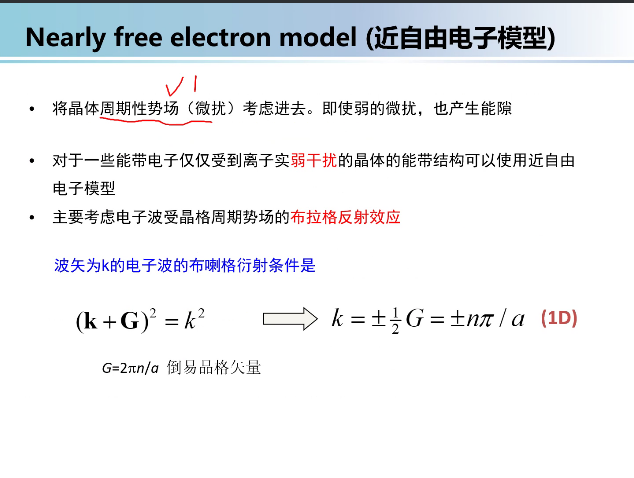 Nearly free electron model (近自由电子模型)
• 将晶体周期性势场（微扰）考虑进去。即使弱的微扰，也产生能隙
• 对于一些能带电子仅仅受到离子实弱干扰的晶体的能带结构可以使用近自由
电子模型
• 主要考虑电子波受晶格周期势场的布拉格反射效应
波矢为k的电子波的布喇格衍射条件是
(k + G)² = k² ⇒ k = ±½G = ±nπ / a (1D)
G=2πn/a 倒易品格矢量